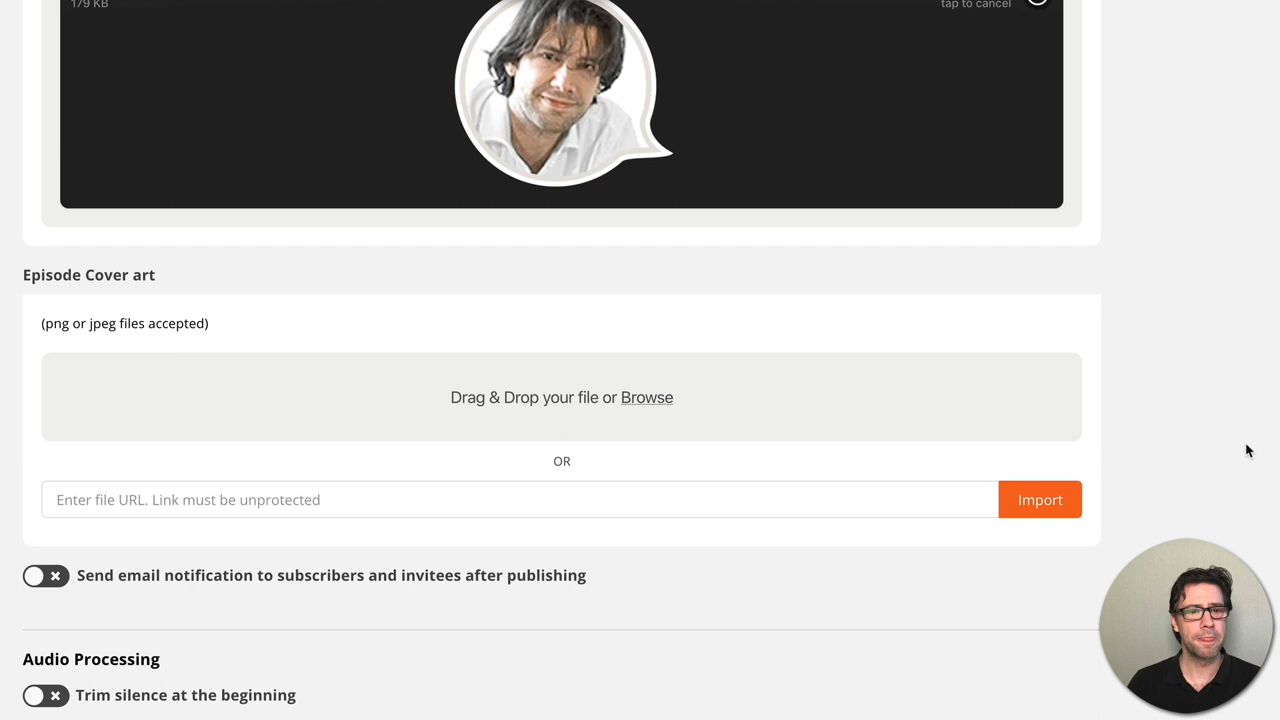 179 KB
tap to cancel
Episode Cover art
(png or jpeg files accepted)
Drag & Drop your file or Browse
OR
Enter file URL. Link must be unprotected
Import
Send email notification to subscribers and invitees after publishing
Audio Processing
Trim silence at the beginning